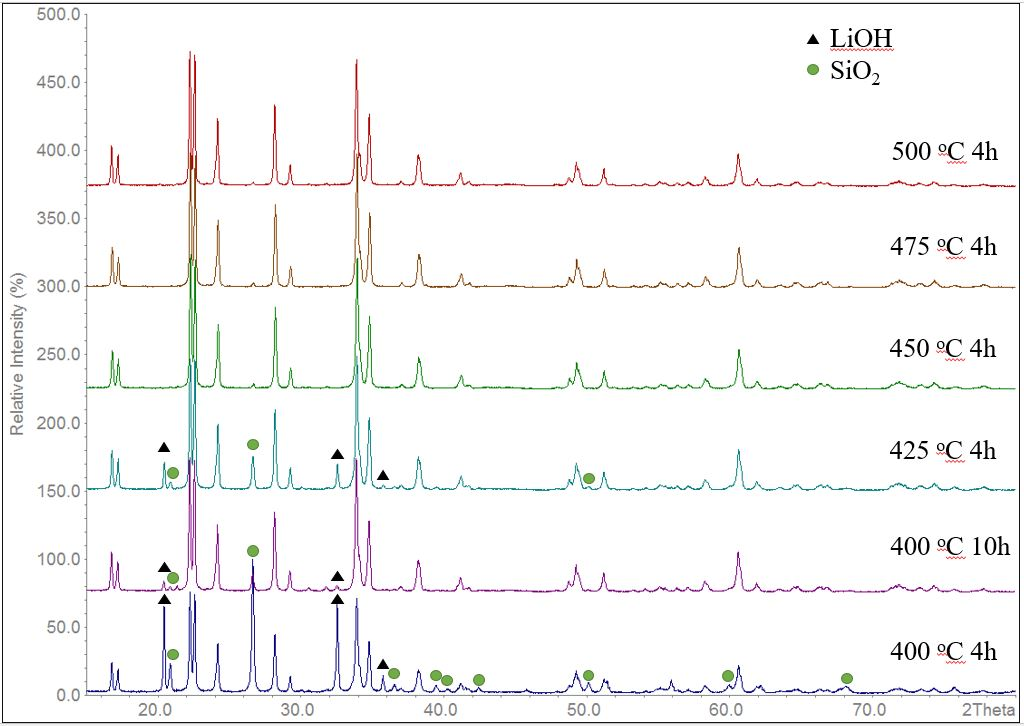 500.0
▲ LiOH
● SiO₂
450.0
400.0
500 ºC 4h
350.0
475 ºC 4h
300.0
Relative Intensity (%)
250.0
450 ºC 4h
200.0
425 ºC 4h
150.0
400 ºC 10h
100.0
50.0
400 ºC 4h
0.0
20.0 30.0 40.0 50.0 60.0 70.0 2Theta